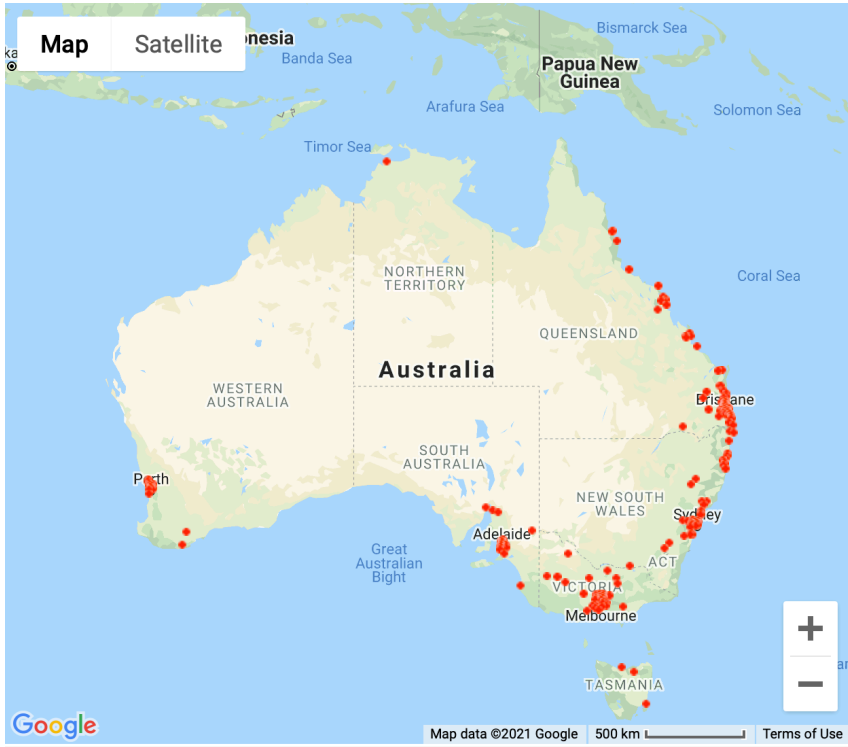 Map Satellite
onesia
ka
Bismarck Sea
Banda Sea
Papua New
Guinea
Arafura Sea
Solomon Sea
Timor Sea
Coral Sea
NORTHERN
TERRITORY
QUEENSLAND
Australia
WESTERN
AUSTRALIA
Brisbane
SOUTH
AUSTRALIA
Perth
NEW SOUTH
WALES
Sydney
Adelaide
Great
Australian
Bight
ACT
VICTORIA
Melbourne
+
ar
TASMANIA
−
Google
Map data ©2021 Google 500 km Terms of Use